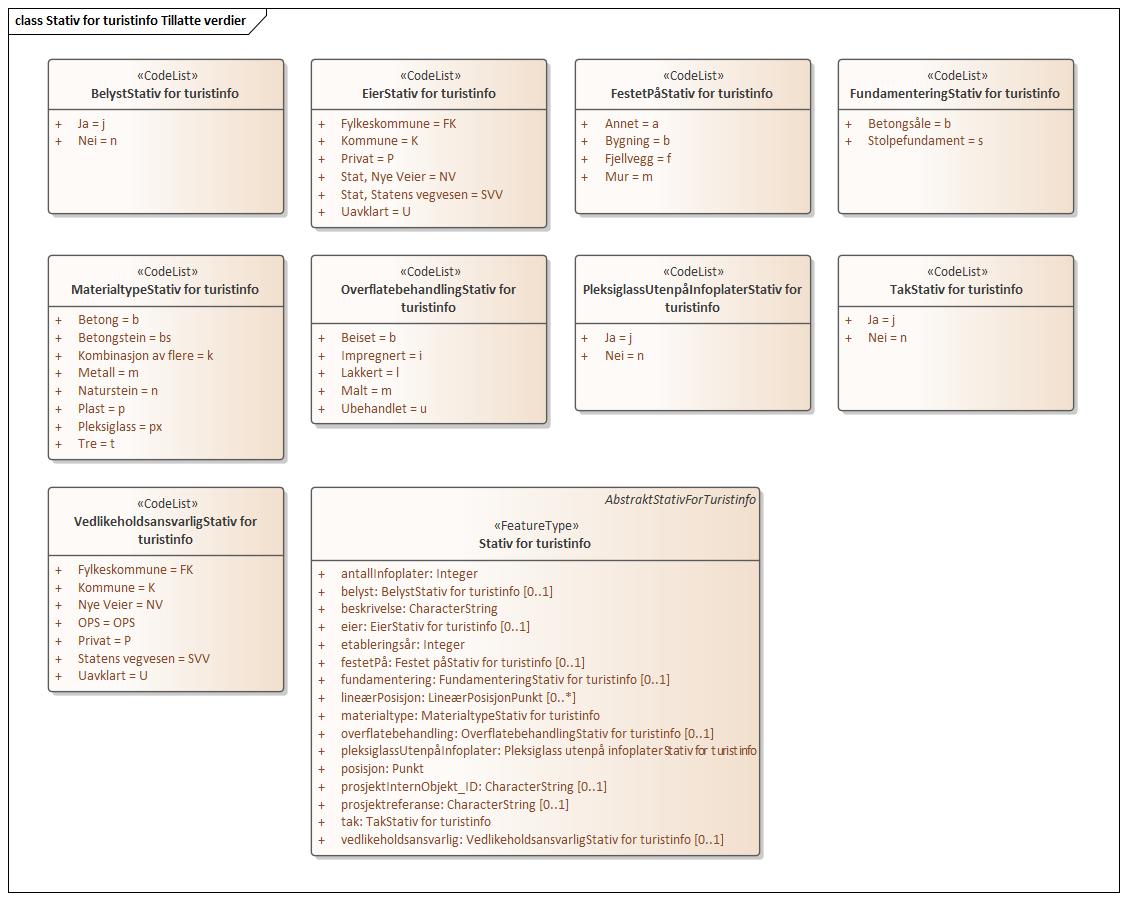 class Stativ for turistinfo Tillatte verdier
«CodeList»
BelystStativ for turistinfo
+ Ja = j
+ Nei = n
«CodeList»
EierStativ for turistinfo
+ Fylkeskommune = FK
+ Kommune = K
+ Privat = P
+ Stat, Nye Veier = NV
+ Stat, Statens vegvesen = SVV
+ Uavklart = U
«CodeList»
FestetPåStativ for turistinfo
+ Annet = a
+ Bygning = b
+ Fjellvegg = f
+ Mur = m
«CodeList»
FundamenteringStativ for turistinfo
+ Betongsåle = b
+ Stolpefundament = s
«CodeList»
MaterialtypeStativ for turistinfo
+ Betong = b
+ Betongstein = bs
+ Kombinasjon av flere = k
+ Metall = m
+ Naturstein = n
+ Plast = p
+ Pleksiglass = px
+ Tre = t
«CodeList»
OverflatebehandlingStativ for
turistinfo
+ Beiset = b
+ Impregnert = i
+ Lakkert = l
+ Malt = m
+ Ubehandlet = u
«CodeList»
PleksiglassUtenpåInfoplaterStativ for
turistinfo
+ Ja = j
+ Nei = n
«CodeList»
TakStativ for turistinfo
+ Ja = j
+ Nei = n
«CodeList»
VedlikeholdsansvarligStativ for
turistinfo
+ Fylkeskommune = FK
+ Kommune = K
+ Nye Veier = NV
+ OPS = OPS
+ Privat = P
+ Statens vegvesen = SVV
+ Uavklart = U
AbstraktStativForTuristinfo
«FeatureType»
Stativ for turistinfo
+ antallInfoplater: Integer
+ belyst: BelystStativ for turistinfo [0..1]
+ beskrivelse: CharacterString
+ eier: EierStativ for turistinfo [0..1]
+ etableringsår: Integer
+ festetPå: Festet påStativ for turistinfo [0..1]
+ fundamentering: FundamenteringStativ for turistinfo [0..1]
+ lineærPosisjon: LineærPosisjonPunkt [0..*]
+ materialtype: MaterialtypeStativ for turistinfo
+ overflatebehandling: OverflatebehandlingStativ for turistinfo [0..1]
+ pleksiglassUtenpåInfoplater: Pleksiglass utenpå infoplaterStativ for turistinfo
+ posisjon: Punkt
+ prosjektInternObjekt_ID: CharacterString [0..1]
+ prosjektreferanse: CharacterString [0..1]
+ tak: TakStativ for turistinfo
+ vedlikeholdsansvarlig: VedlikeholdsansvarligStativ for turistinfo [0..1]